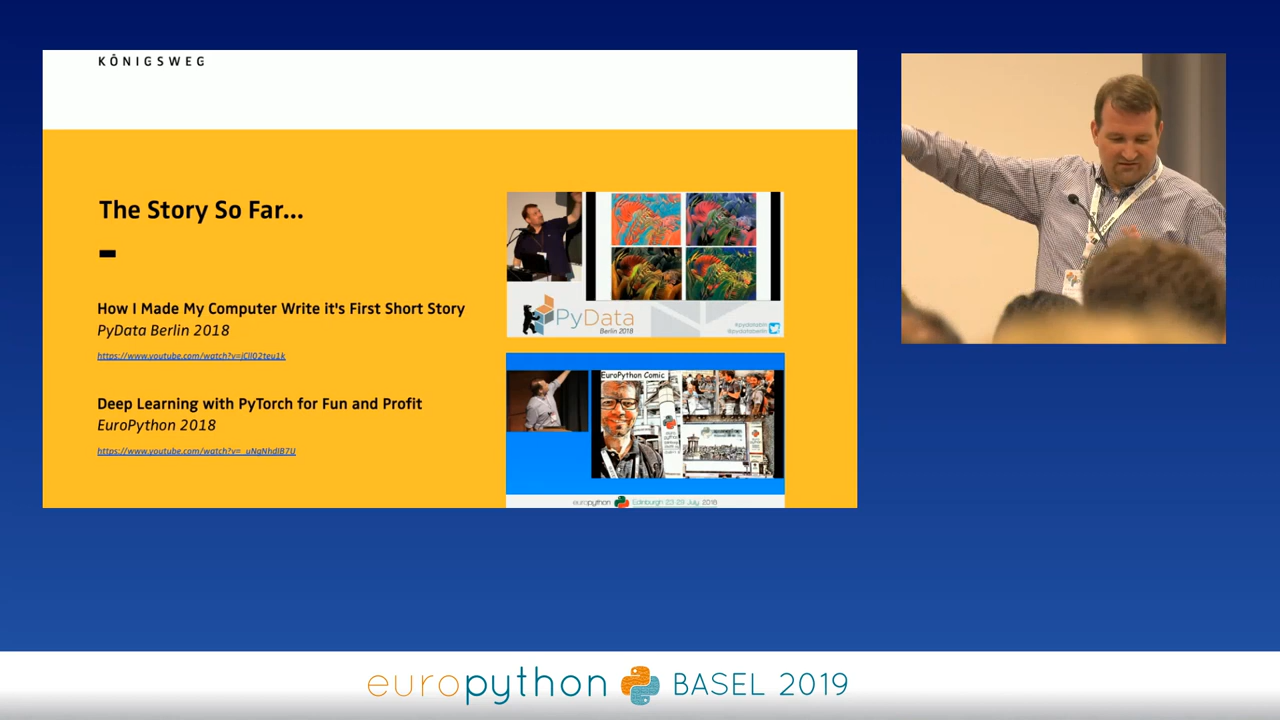 KÖNIGSWEG
The Story So Far...
How I Made My Computer Write it's First Short Story
PyData Berlin 2018
Deep Learning with PyTorch for Fun and Profit
EuroPython 2018
PyData
Berlin 2018
EuroPython Comic
europython Edinburgh 23-29 July 2018
europython BASEL 2019